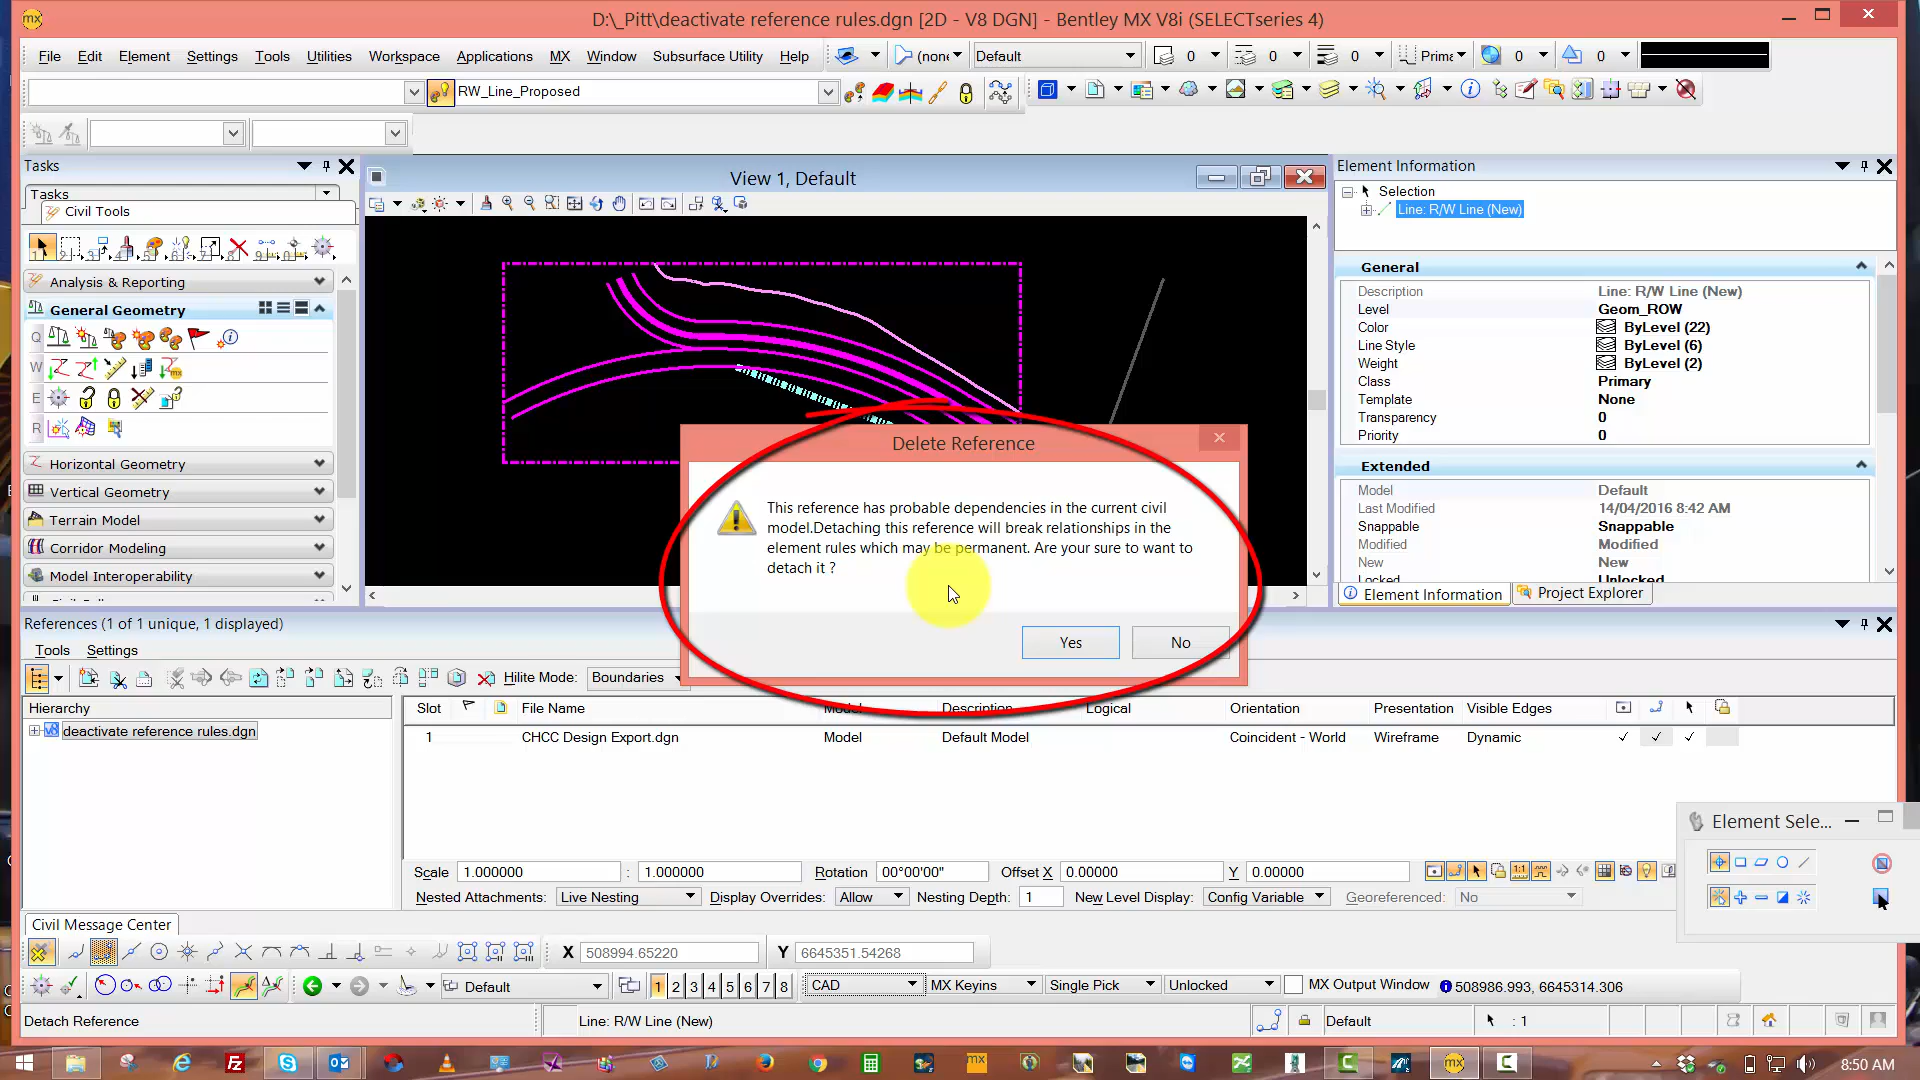 D:\_Pitt\deactivate reference rules.dgn [2D - V8 DGN] - Bentley MX V8i (SELECTseries 4)
File Edit Element Settings Tools Utilities Heights Workspace Applications MX Window Subsurface Utility Help
(none Default 0 0 0 Prima 0 0
RW_Line_Proposed
Tasks
Tasks
Civil Tools
Analysis & Reporting
General Geometry
Q
W
E
R
Horizontal Geometry
Vertical Geometry
Terrain Model
Corridor Modeling
Model Interoperability
View 1, Default
Delete Reference
This reference has probable dependencies in the current civil
model.Detaching this reference will break relationships in the
element rules which may be permanent. Are your sure to want to
detach it ?
Yes No
Element Information
Selection
Line: R/W Line (New)
General
Description Line: R/W Line (New)
Level Geom_ROW
Color ByLevel (22)
Line Style ByLevel (6)
Weight ByLevel (2)
Class Primary
Template None
Transparency 0
Priority 0
Extended
Model Default
Last Modified 14/04/2016 8:42 AM
Snappable Snappable
Modified Modified
New New
Locked Unlocked
Element Information Project Explorer
References (1 of 1 unique, 1 displayed)
Tools Settings
Hilite Mode: Boundaries
Hierarchy
deactivate reference rules.dgn
Slot File Name Model Description Logical Orientation Presentation Visible Edges
1 CHCC Design Export.dgn Model Default Model Coincident - World Wireframe Dynamic
Scale 1.000000 : 1.000000 Rotation 00°00'00" Offset X 0.00000 Y 0.00000
Nested Attachments: Live Nesting Display Overrides: Allow Nesting Depth: 1 New Level Display: Config Variable Georeferenced: No
Element Sele...
Civil Message Center
X 508994.65220 Y 6645351.54268
Default 1 2 3 4 5 6 7 8 CAD MX Keyins Single Pick Unlocked MX Output Window 508986.993, 6645314.306
Detach Reference Line: R/W Line (New) Default : 1
8:50 AM